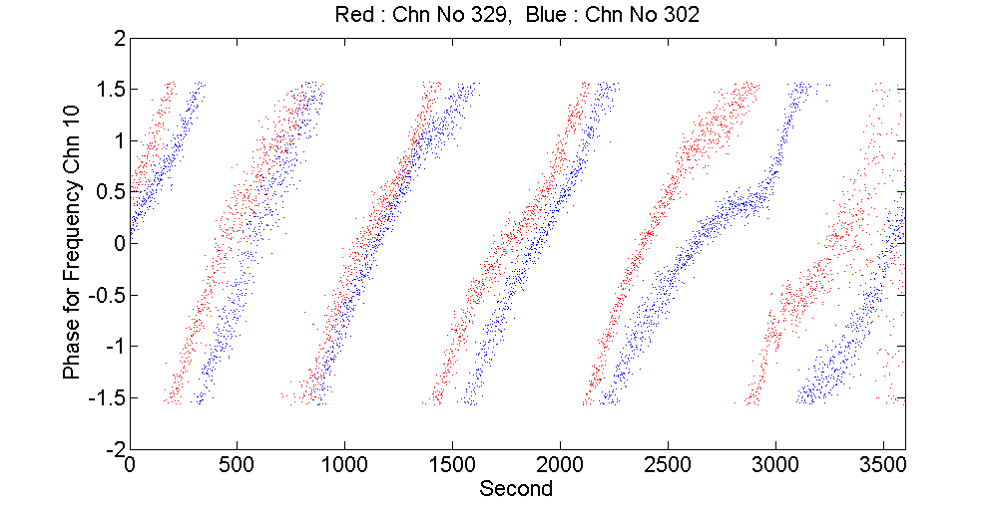 Red : Chn No 329,  Blue : Chn No 302
Phase for Frequency Chn 10
2
1.5
1
0.5
0
-0.5
-1
-1.5
-2
0 500 1000 1500 2000 2500 3000 3500
Second